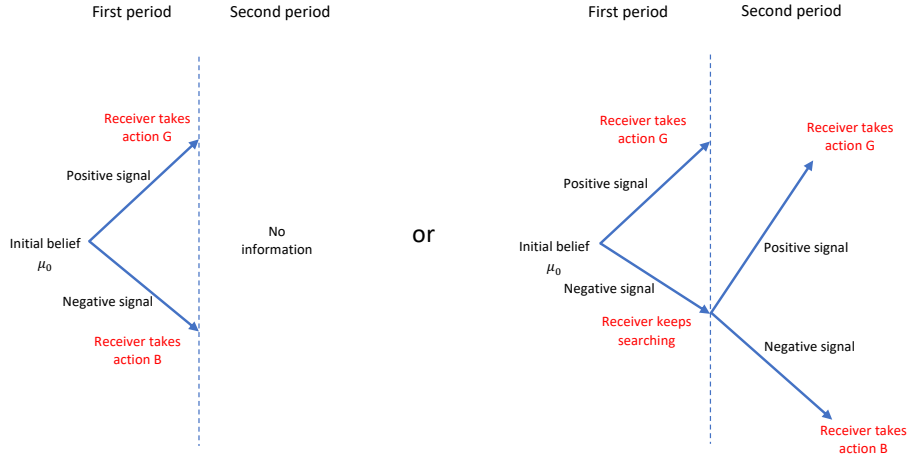 First period
Second period
Receiver takes
action G
Positive signal
Initial belief
μ₀
No
information
Negative signal
Receiver takes
action B
or
First period
Second period
Receiver takes
action G
Receiver takes
action G
Positive signal
Initial belief
μ₀
Positive signal
Negative signal
Receiver keeps
searching
Negative signal
Receiver takes
action B